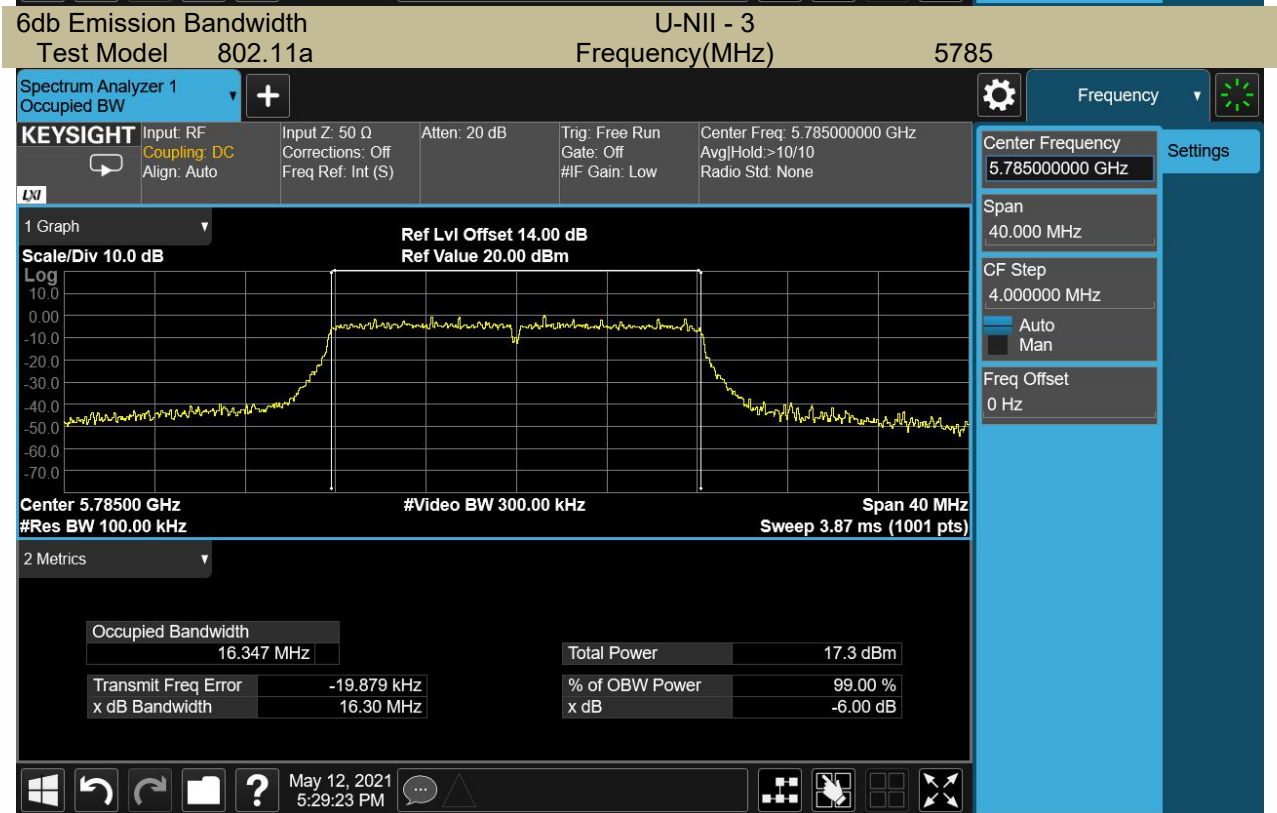 6db Emission Bandwidth U-NII - 3
Test Model 802.11a Frequency(MHz) 5785
Spectrum Analyzer 1
Occupied BW
+
Frequency
KEYSIGHT
LXI
Input: RF
Coupling: DC
Align: Auto
Input Z: 50 Ω
Corrections: Off
Freq Ref: Int (S)
Atten: 20 dB
Trig: Free Run
Gate: Off
#IF Gain: Low
Center Freq: 5.785000000 GHz
Avg|Hold:>10/10
Radio Std: None
Center Frequency
5.785000000 GHz
Settings
Span
40.000 MHz
CF Step
4.000000 MHz
Auto
Man
Freq Offset
0 Hz
1 Graph
Scale/Div 10.0 dB
Ref Lvl Offset 14.00 dB
Ref Value 20.00 dBm
Log
10.0
0.00
-10.0
-20.0
-30.0
-40.0
-50.0
-60.0
-70.0
Center 5.78500 GHz #Video BW 300.00 kHz Span 40 MHz
#Res BW 100.00 kHz Sweep 3.87 ms (1001 pts)
2 Metrics
Occupied Bandwidth
16.347 MHz
Total Power 17.3 dBm
Transmit Freq Error -19.879 kHz
% of OBW Power 99.00 %
x dB Bandwidth 16.30 MHz
x dB -6.00 dB
?
May 12, 2021
5:29:23 PM